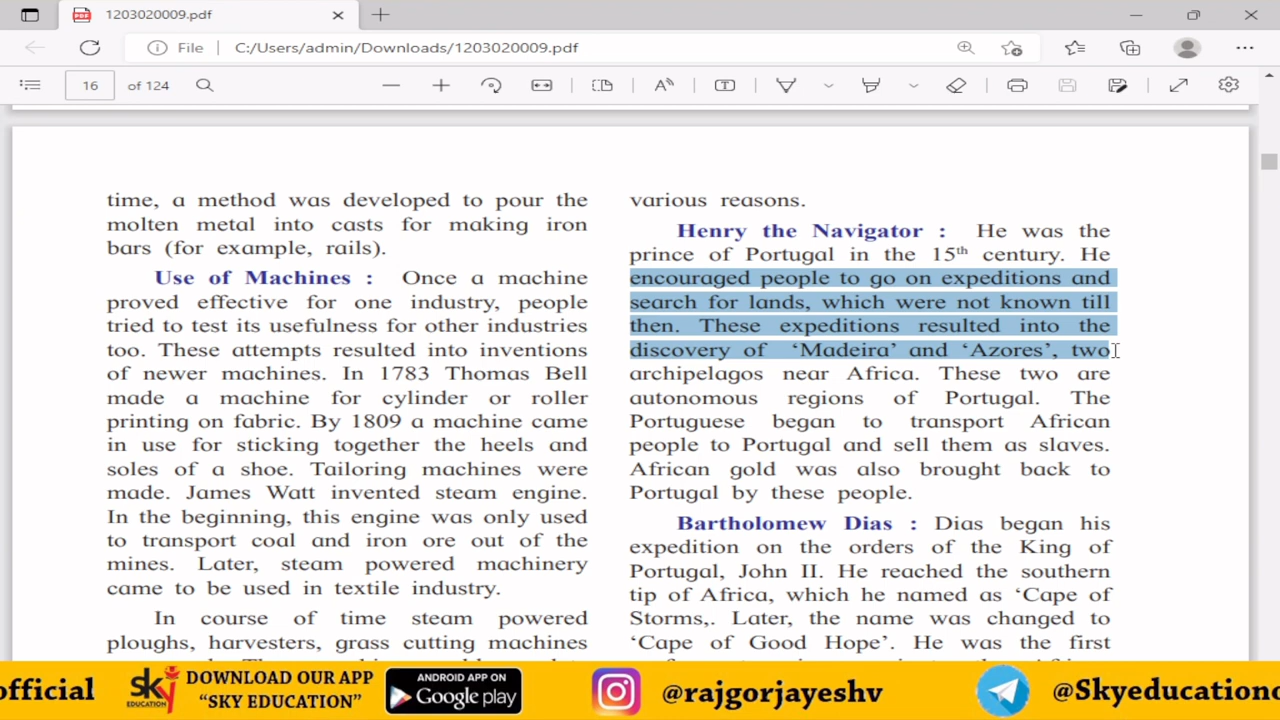 1203020009.pdf
File C:/Users/admin/Downloads/1203020009.pdf
16 of 124
time, a method was developed to pour the
molten metal into casts for making iron
bars (for example, rails).
Use of Machines : Once a machine
proved effective for one industry, people
tried to test its usefulness for other industries
too. These attempts resulted into inventions
of newer machines. In 1783 Thomas Bell
made a machine for cylinder or roller
printing on fabric. By 1809 a machine came
in use for sticking together the heels and
soles of a shoe. Tailoring machines were
made. James Watt invented steam engine.
In the beginning, this engine was only used
to transport coal and iron ore out of the
mines. Later, steam powered machinery
came to be used in textile industry.
In course of time steam powered
ploughs, harvesters, grass cutting machines
various reasons.
Henry the Navigator : He was the
prince of Portugal in the 15th century. He
encouraged people to go on expeditions and
search for lands, which were not known till
then. These expeditions resulted into the
discovery of ‘Madeira’ and ‘Azores’, two
archipelagos near Africa. These two are
autonomous regions of Portugal. The
Portuguese began to transport African
people to Portugal and sell them as slaves.
African gold was also brought back to
Portugal by these people.
Bartholomew Dias : Dias began his
expedition on the orders of the King of
Portugal, John II. He reached the southern
tip of Africa, which he named as ‘Cape of
Storms,. Later, the name was changed to
‘Cape of Good Hope’. He was the first
official
sky EDUCATION
DOWNLOAD OUR APP
“SKY EDUCATION”
ANDROID APP ON
Google play
@rajgorjayeshv
@Skyeducationo